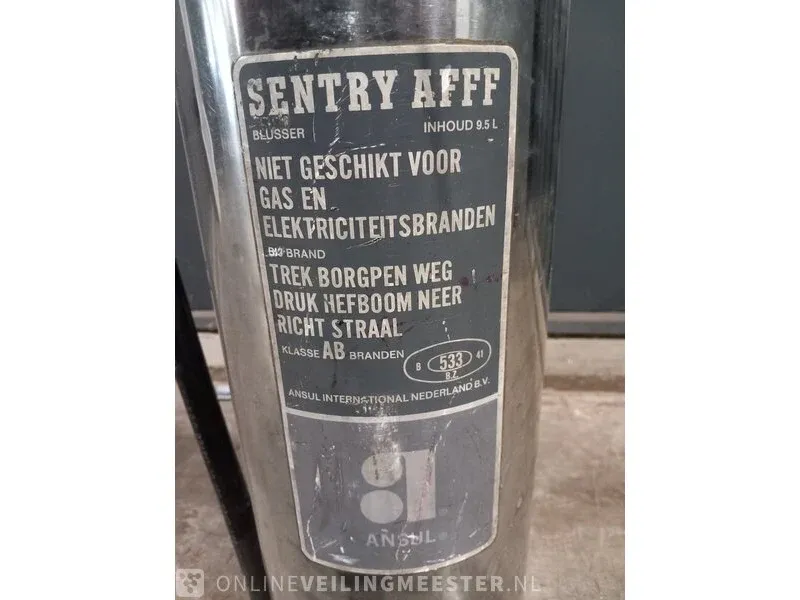 SENTRY AFFF
BLUSSER INHOUD 9.5 L
NIET GESCHIKT VOOR
GAS EN
ELEKTRICITEITSBRANDEN
BIJ BRAND
TREK BORGPEN WEG
DRUK HEFBOOM NEER
RICHT STRAAL
KLASSE AB BRANDEN
B 533 41
B.Z.
ANSUL INTERNATIONAL NEDERLAND B.V.
a
ANSUL
ONLINEVEILINGMEESTER.NL